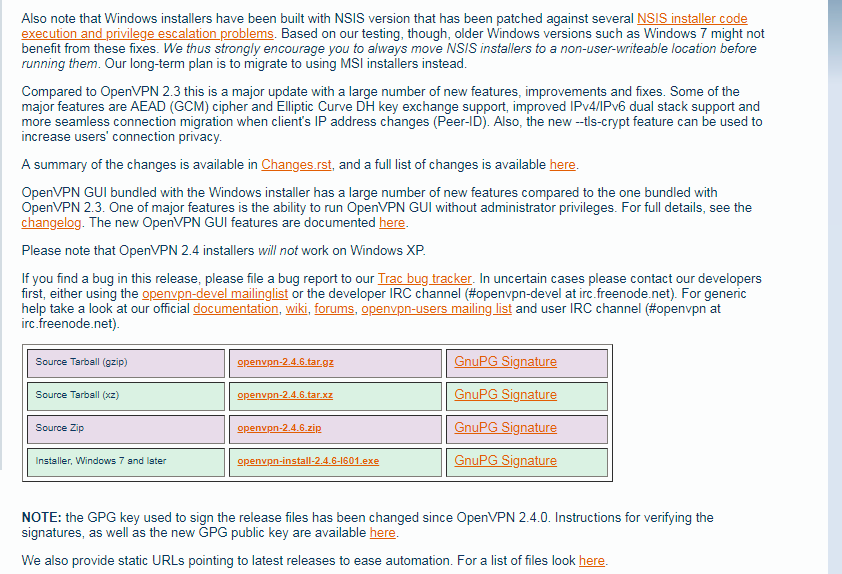 Also note that Windows installers have been built with NSIS version that has been patched against several NSIS installer code
execution and privilege escalation problems. Based on our testing, though, older Windows versions such as Windows 7 might not
benefit from these fixes. We thus strongly encourage you to always move NSIS installers to a non-user-writeable location before
running them. Our long-term plan is to migrate to using MSI installers instead.
Compared to OpenVPN 2.3 this is a major update with a large number of new features, improvements and fixes. Some of the
major features are AEAD (GCM) cipher and Elliptic Curve DH key exchange support, improved IPv4/IPv6 dual stack support and
more seamless connection migration when client's IP address changes (Peer-ID). Also, the new --tls-crypt feature can be used to
increase users' connection privacy.
A summary of the changes is available in Changes.rst, and a full list of changes is available here.
OpenVPN GUI bundled with the Windows installer has a large number of new features compared to the one bundled with
OpenVPN 2.3. One of major features is the ability to run OpenVPN GUI without administrator privileges. For full details, see the
changelog. The new OpenVPN GUI features are documented here.
Please note that OpenVPN 2.4 installers will not work on Windows XP.
If you find a bug in this release, please file a bug report to our Trac bug tracker. In uncertain cases please contact our developers
first, either using the openvpn-devel mailinglist or the developer IRC channel (#openvpn-devel at irc.freenode.net). For generic
help take a look at our official documentation, wiki, forums, openvpn-users mailing list and user IRC channel (#openvpn at
irc.freenode.net).
Source Tarball (gzip) openvpn-2.4.6.tar.gz GnuPG Signature
Source Tarball (xz) openvpn-2.4.6.tar.xz GnuPG Signature
Source Zip openvpn-2.4.6.zip GnuPG Signature
Installer, Windows 7 and later openvpn-install-2.4.6-I601.exe GnuPG Signature
NOTE: the GPG key used to sign the release files has been changed since OpenVPN 2.4.0. Instructions for verifying the
signatures, as well as the new GPG public key are available here.
We also provide static URLs pointing to latest releases to ease automation. For a list of files look here.